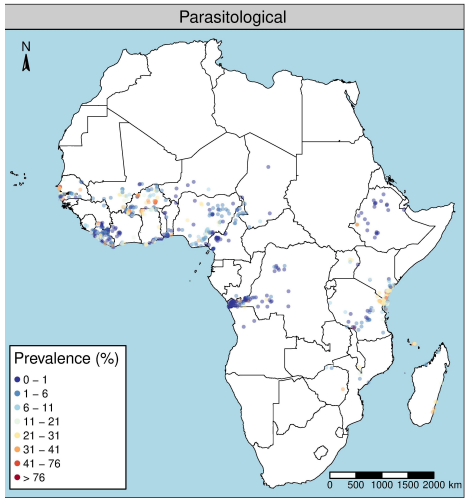 Parasitological
N
Prevalence (%)
0 – 1
1 – 6
6 – 11
11 – 21
21 – 31
31 – 41
41 – 76
> 76
0 500 1000 1500 2000 km